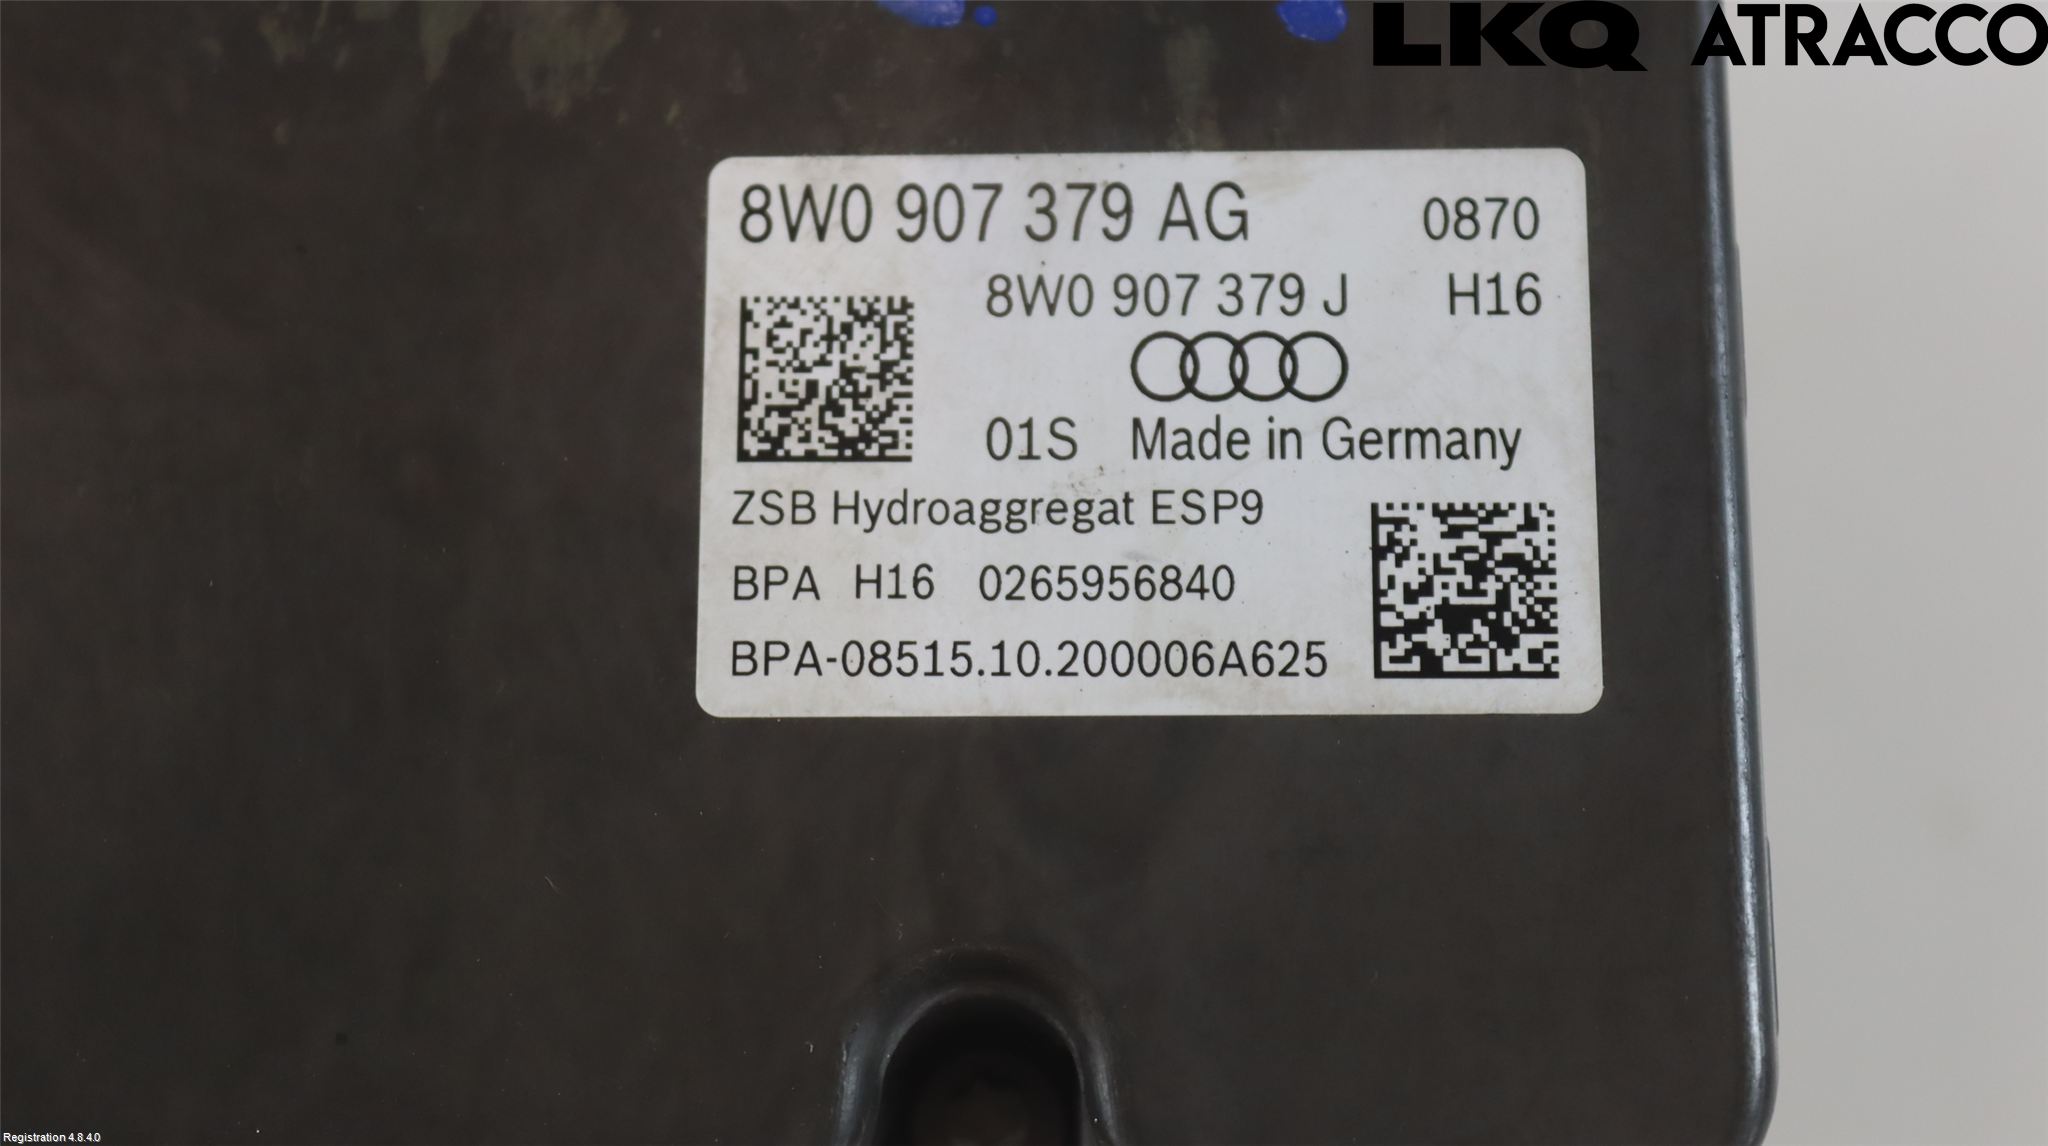 LKQ ATRACCO
8W0 907 379 AG 0870
8W0 907 379 J H16
01S Made in Germany
ZSB Hydroaggregat ESP9
BPA H16 0265956840
BPA-08515.10.200006A625
Registration 4.8.4.0